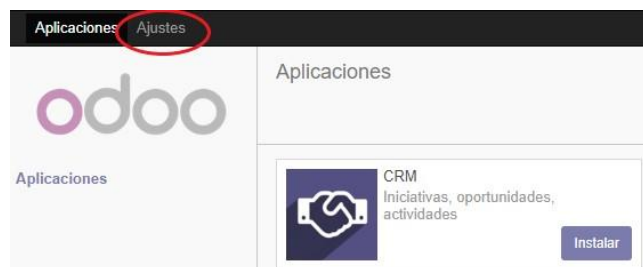 Aplicaciones Ajustes
odoo
Aplicaciones
Aplicaciones
CRM
Iniciativas, oportunidades,
actividades
Instalar